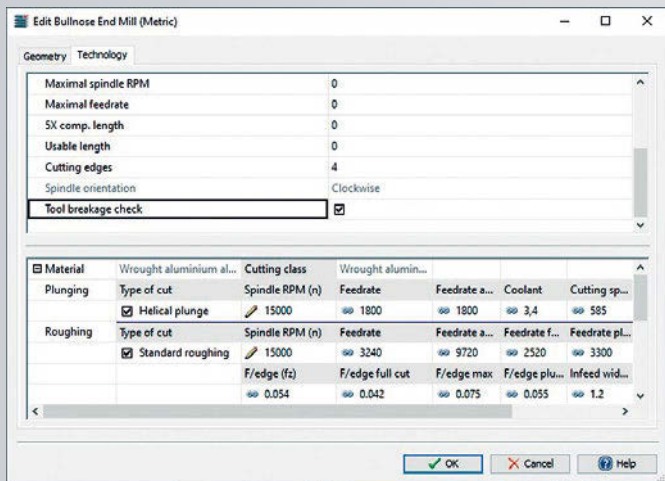 Edit Bullnose End Mill (Metric)
Geometry Technology
Maximal spindle RPM 0
Maximal feedrate 0
5X comp. length 0
Usable length 0
Cutting edges 4
Spindle orientation Clockwise
Tool breakage check
Material Wrought aluminium al... Cutting class Wrought alumin...
Plunging Type of cut Spindle RPM (n) Feedrate Feedrate a... Coolant Cutting sp...
Helical plunge 15000 1800 1800 3,4 585
Roughing Type of cut Spindle RPM (n) Feedrate Feedrate a... Feedrate f... Feedrate pl...
Standard roughing 15000 3240 9720 2520 3300
F/edge (fz) F/edge full cut F/edge max F/edge plu... Infeed wid...
0.054 0.042 0.075 0.055 1.2
OK Cancel Help